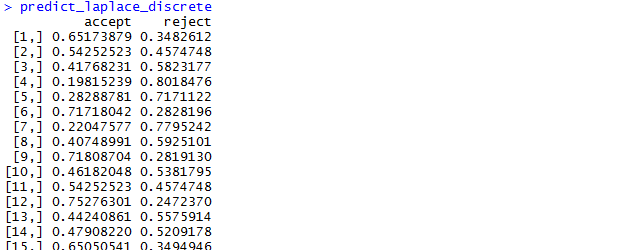 > predict_laplace_discrete
accept reject
[1,] 0.65173879 0.3482612
[2,] 0.54252523 0.4574748
[3,] 0.41768231 0.5823177
[4,] 0.19815239 0.8018476
[5,] 0.28288781 0.7171122
[6,] 0.71718042 0.2828196
[7,] 0.22047577 0.7795242
[8,] 0.40748991 0.5925101
[9,] 0.71808704 0.2819130
[10,] 0.46182048 0.5381795
[11,] 0.54252523 0.4574748
[12,] 0.75276301 0.2472370
[13,] 0.44240861 0.5575914
[14,] 0.47908220 0.5209178
[15,] 0.65050541 0.3494946